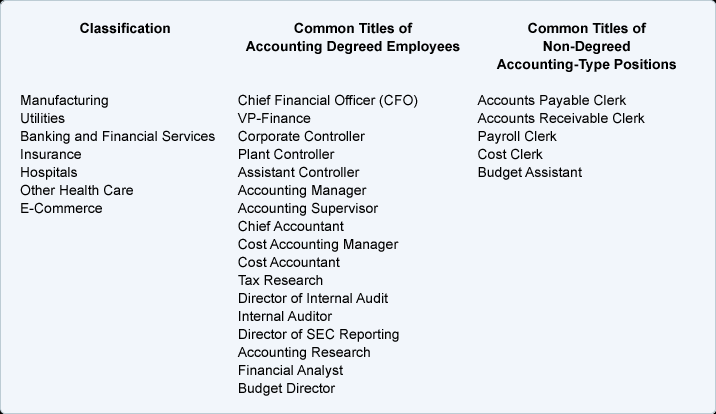 Classification
Common Titles of
Accounting Degreed Employees
Common Titles of
Non-Degreed
Accounting-Type Positions
Manufacturing
Utilities
Banking and Financial Services
Insurance
Hospitals
Other Health Care
E-Commerce
Chief Financial Officer (CFO)
VP-Finance
Corporate Controller
Plant Controller
Assistant Controller
Accounting Manager
Accounting Supervisor
Chief Accountant
Cost Accounting Manager
Cost Accountant
Tax Research
Director of Internal Audit
Internal Auditor
Director of SEC Reporting
Accounting Research
Financial Analyst
Budget Director
Accounts Payable Clerk
Accounts Receivable Clerk
Payroll Clerk
Cost Clerk
Budget Assistant